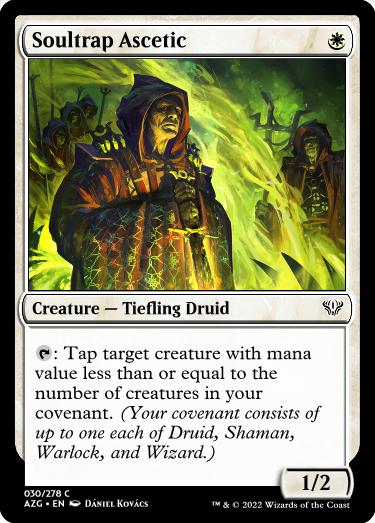 Soultrap Ascetic
Creature — Tiefling Druid
: Tap target creature with mana
value less than or equal to the
number of creatures in your
covenant. (Your covenant consists of
up to one each of Druid, Shaman,
Warlock, and Wizard.)
1/2
030/278 C
AZG • EN Dániel Kovács
™ & © 2022 Wizards of the Coast